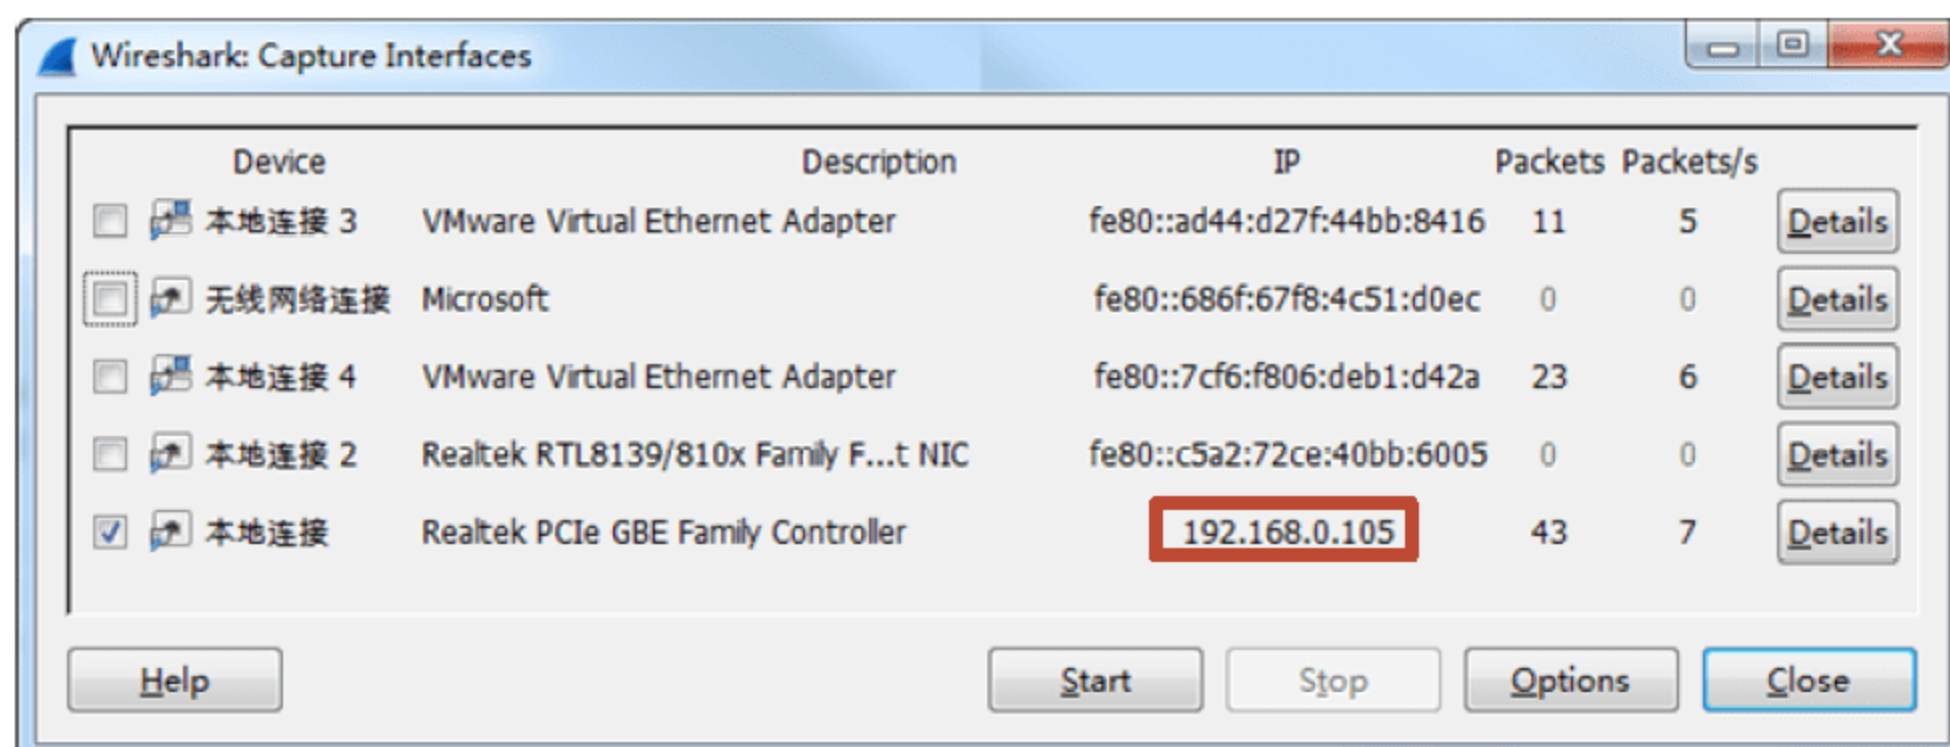 Wireshark: Capture Interfaces
Device Description IP Packets Packets/s
本地连接 3 VMware Virtual Ethernet Adapter fe80::ad44:d27f:44bb:8416 11 5 Details
无线网络连接 Microsoft fe80::686f:67f8:4c51:d0ec 0 0 Details
本地连接 4 VMware Virtual Ethernet Adapter fe80::7cf6:f806:deb1:d42a 23 6 Details
本地连接 2 Realtek RTL8139/810x Family F...t NIC fe80::c5a2:72ce:40bb:6005 0 0 Details
本地连接 Realtek PCIe GBE Family Controller 192.168.0.105 43 7 Details
Help Start Stop Options Close